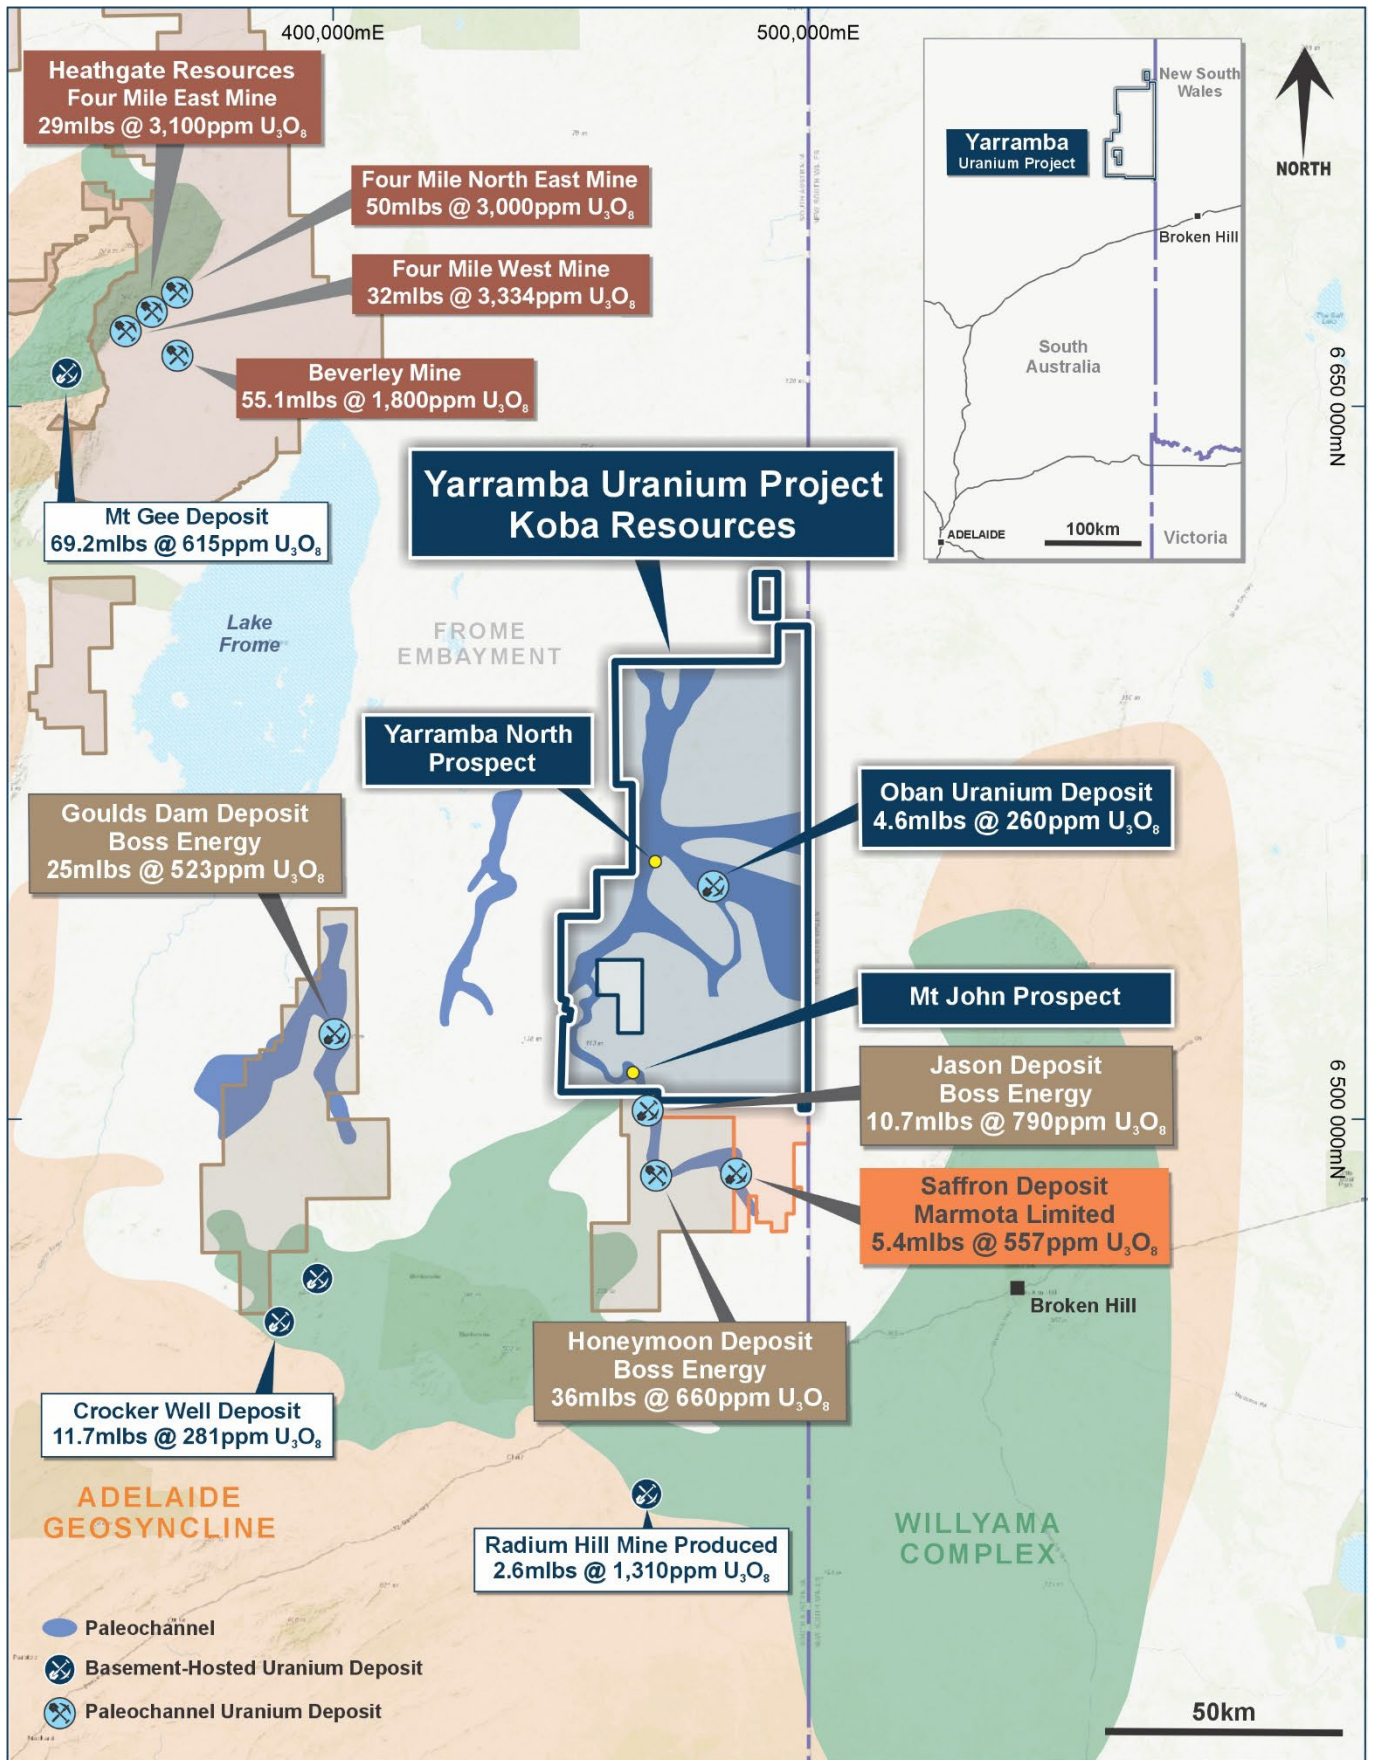 400,000mE
500,000mE
Heathgate Resources
Four Mile East Mine
29mlbs @ 3,100ppm U₃O₈
Four Mile North East Mine
50mlbs @ 3,000ppm U₃O₈
Four Mile West Mine
32mlbs @ 3,334ppm U₃O₈
Beverley Mine
55.1mlbs @ 1,800ppm U₃O₈
Mt Gee Deposit
69.2mlbs @ 615ppm U₃O₈
New South
Wales
Yarramba
Uranium Project
Broken Hill
South
Australia
ADELAIDE
100km
Victoria
NORTH
The Salt
Lake
6 650 000mN
Yarramba Uranium Project
Koba Resources
Lake
Frome
FROME
EMBAYMENT
Yarramba North
Prospect
Oban Uranium Deposit
4.6mlbs @ 260ppm U₃O₈
Goulds Dam Deposit
Boss Energy
25mlbs @ 523ppm U₃O₈
Mt John Prospect
Jason Deposit
Boss Energy
10.7mlbs @ 790ppm U₃O₈
6 500 000mN
Saffron Deposit
Marmota Limited
5.4mlbs @ 557ppm U₃O₈
Broken Hill
Honeymoon Deposit
Boss Energy
36mlbs @ 660ppm U₃O₈
Crocker Well Deposit
11.7mlbs @ 281ppm U₃O₈
ADELAIDE
GEOSYNCLINE
WILLYAMA
COMPLEX
Radium Hill Mine Produced
2.6mlbs @ 1,310ppm U₃O₈
Paleochannel
Basement-Hosted Uranium Deposit
Paleochannel Uranium Deposit
50km